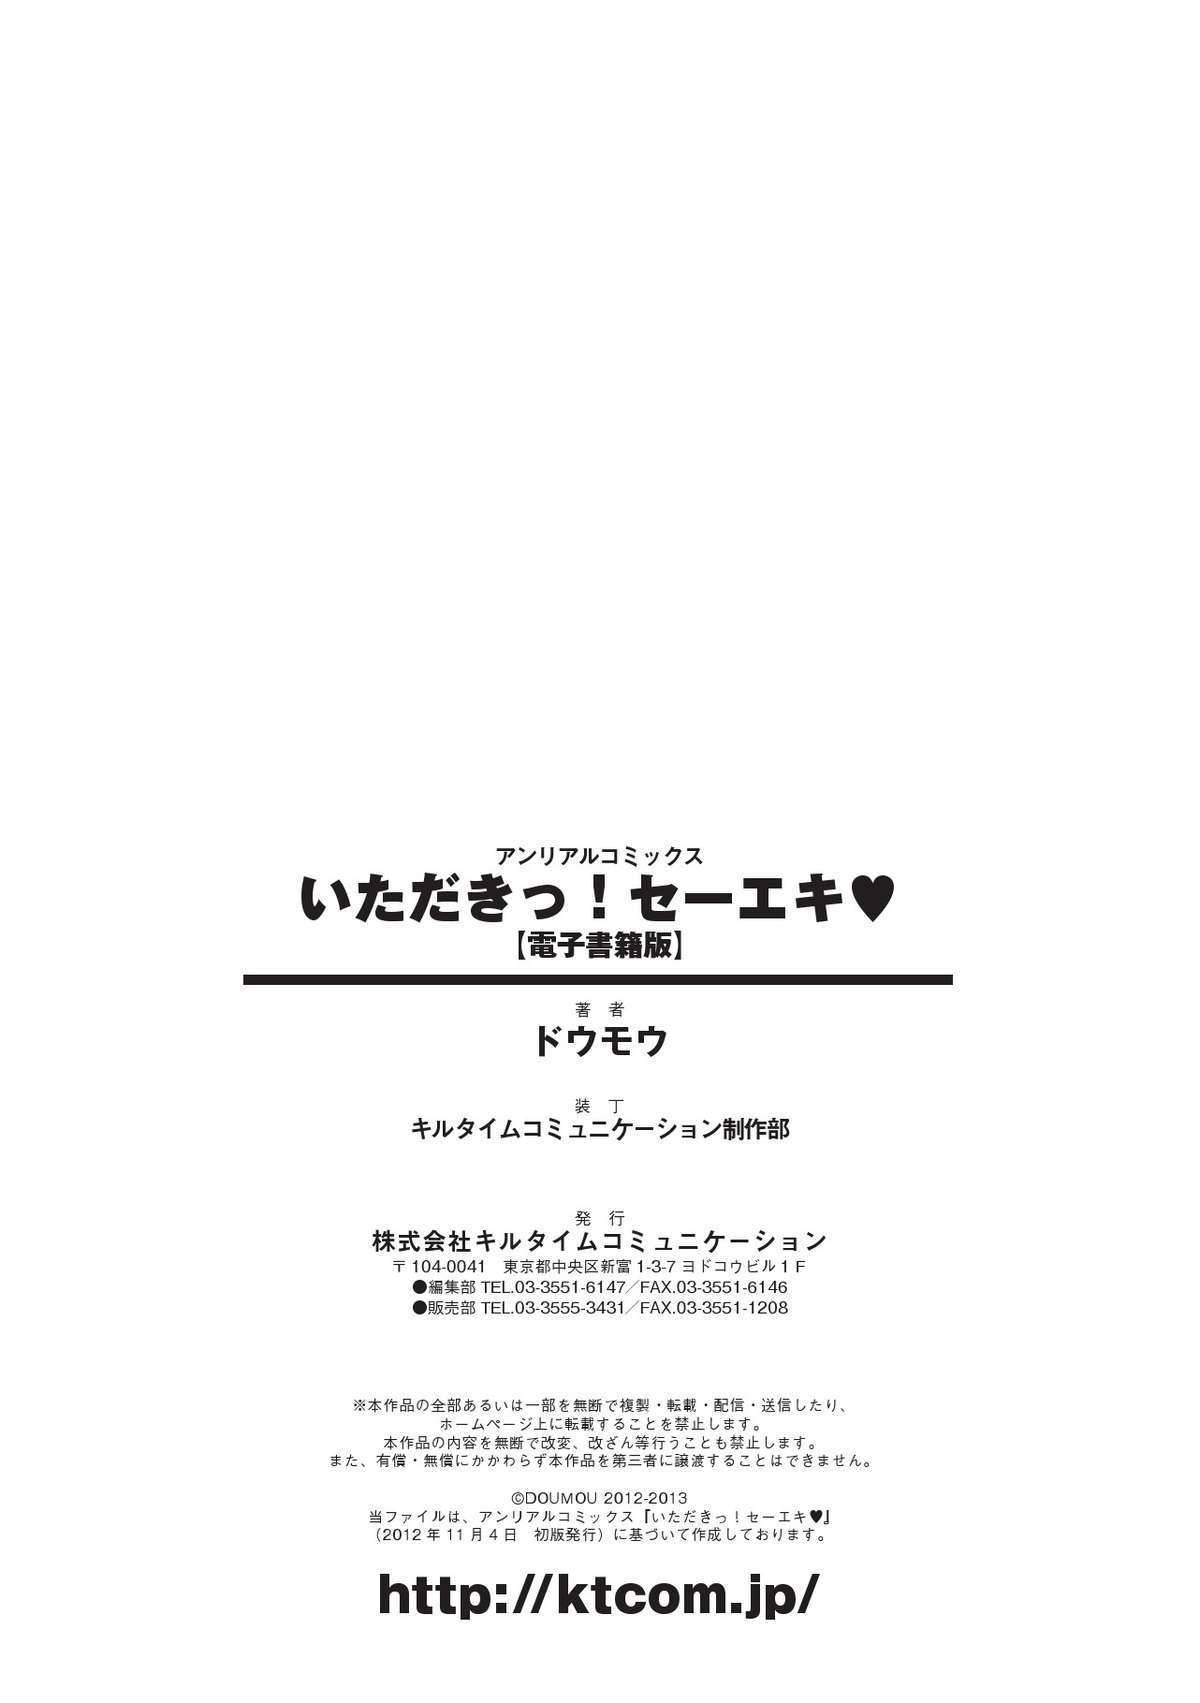 アンリアルコミックス
いただきっ！セーエキ♥
【電子書籍版】
著　者
ドウモウ
装　丁
キルタイムコミュニケーション制作部
発　行
株式会社キルタイムコミュニケーション
〒104-0041　東京都中央区新富1-3-7ヨドコウビル1F
●編集部 TEL.03-3551-6147／FAX.03-3551-6146
●販売部 TEL.03-3555-3431／FAX.03-3551-1208
※本作品の全部あるいは一部を無断で複製・転載・配信・送信したり、
ホームページ上に転載することを禁止します。
本作品の内容を無断で改変、改ざん等行うことも禁止します。
また、有償・無償にかかわらず本作品を第三者に譲渡することはできません。
©DOUMOU 2012-2013
当ファイルは、アンリアルコミックス『いただきっ！セーエキ♥』
（2012年11月4日　初版発行）に基づいて作成しております。
http://ktcom.jp/